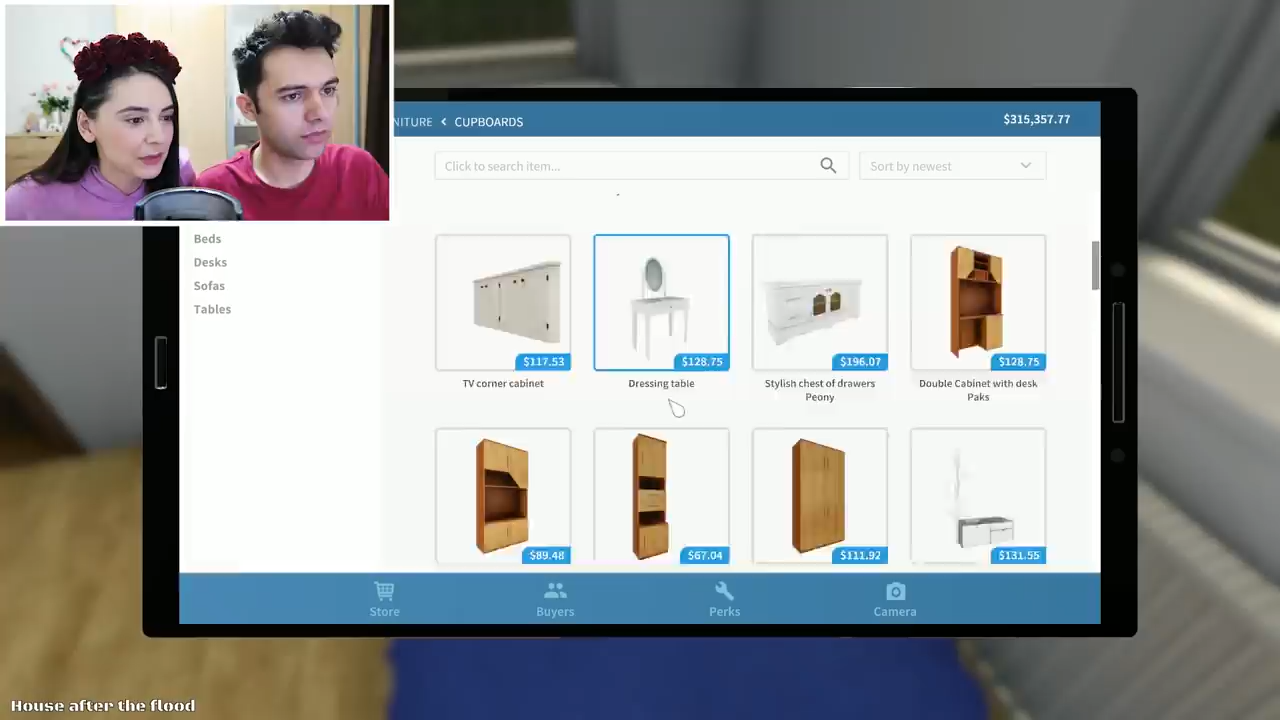 NITURE < CUPBOARDS
$315,357.77
Click to search item...
Sort by newest
Beds
Desks
Sofas
Tables
$117.53
$128.75
$196.07
$128.75
TV corner cabinet
Dressing table
Stylish chest of drawers
Peony
Double Cabinet with desk
Paks
$89.48
$67.04
$111.92
$131.55
Store
Buyers
Perks
Camera
House after the flood